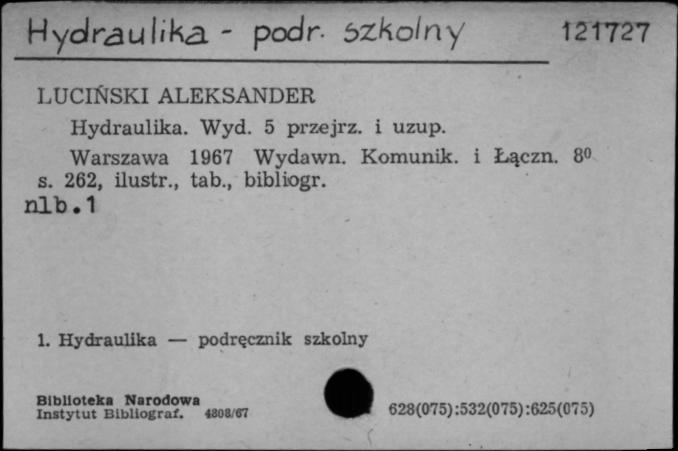 Hydraulika - podr. szkolny 121727
LUCIŃSKI ALEKSANDER
Hydraulika. Wyd. 5 przejrz. i uzup.
Warszawa 1967 Wydawn. Komunik. i Łączn. 8⁰
s. 262, ilustr., tab., bibliogr.
nlb.1
1. Hydraulika — podręcznik szkolny
Biblioteka Narodowa
Instytut Bibliograf. 4808/67 628(075):532(075):625(075)